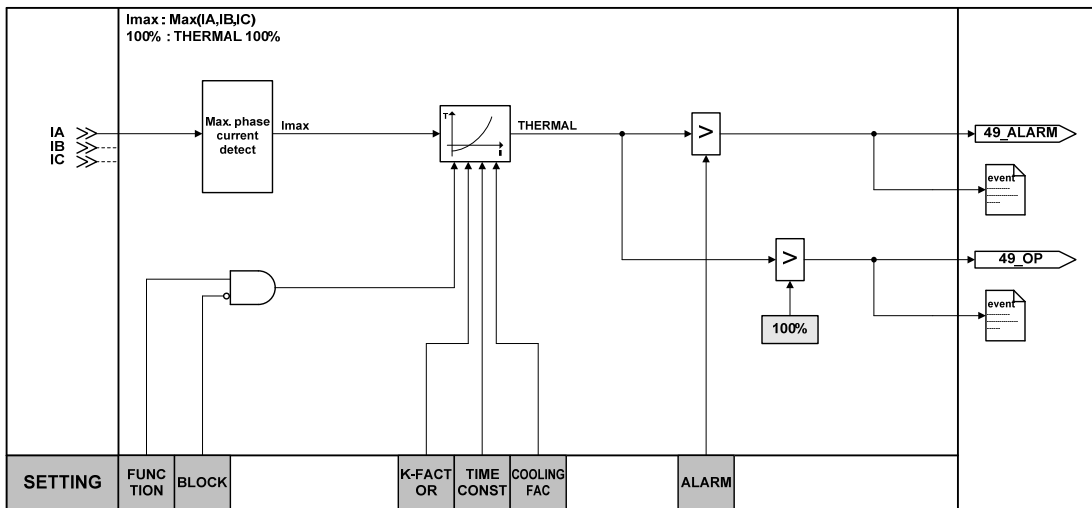 Imax : Max(IA,IB,IC)
100% : THERMAL 100%
IA
IB
IC
Max. phase
current
detect
Imax
T
I
THERMAL
>
49_ALARM
event
>
49_OP
event
100%
SETTING
FUNC
TION
BLOCK
K-FACT
OR
TIME
CONST
COOLING
FAC
ALARM